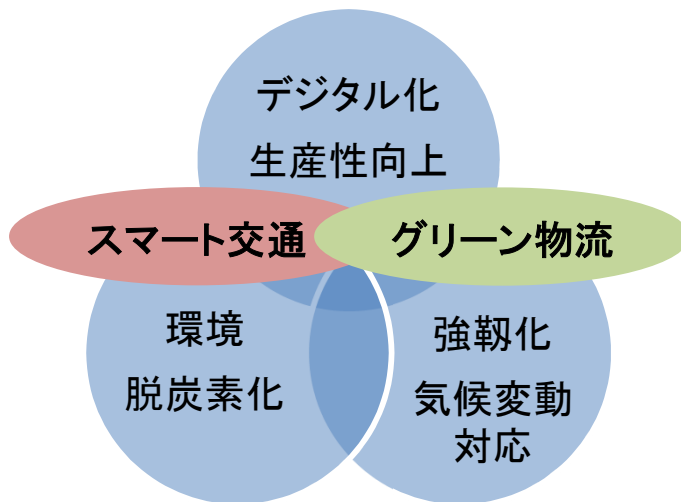 デジタル化
生産性向上
スマート交通
グリーン物流
環境
脱炭素化
強靱化
気候変動
対応